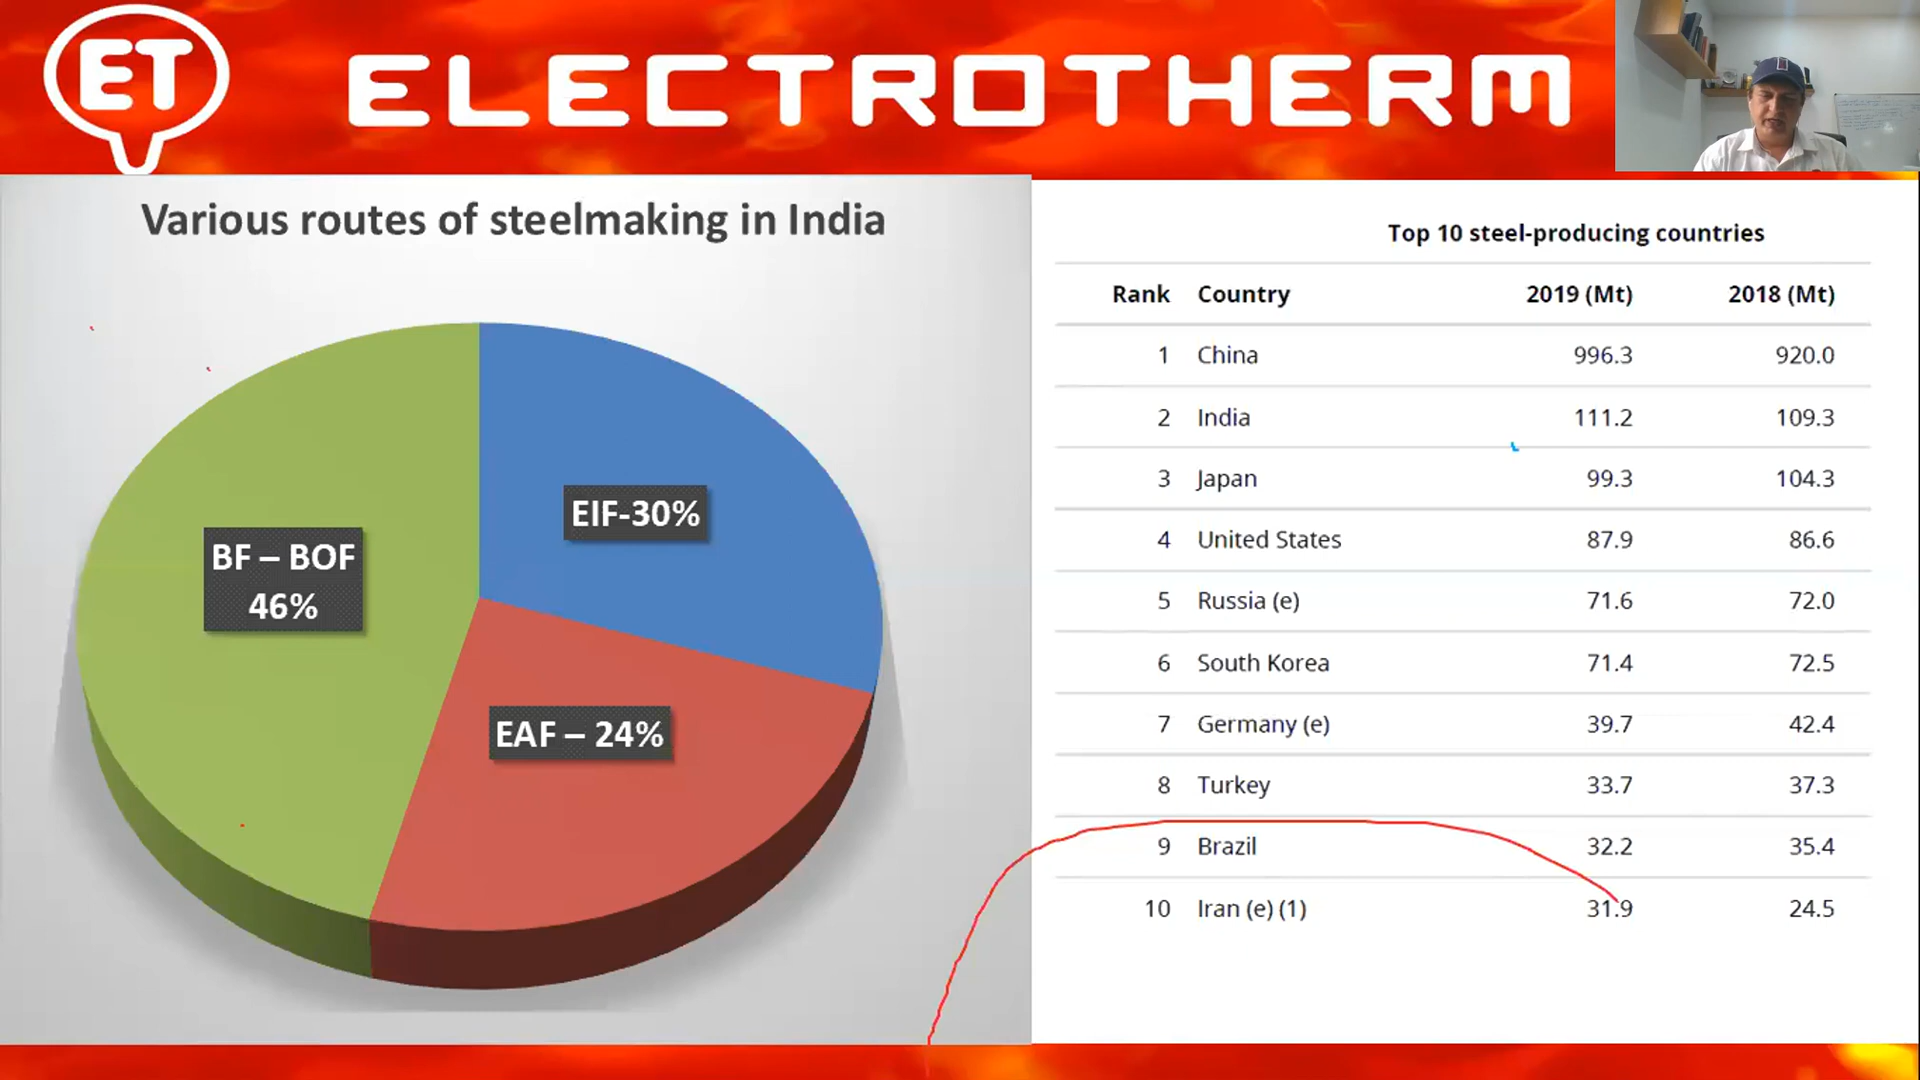 ET ELECTROTHERM
Various routes of steelmaking in India
EIF-30%
BF – BOF
46%
EAF – 24%
Top 10 steel-producing countries
Rank Country 2019 (Mt) 2018 (Mt)
1 China 996.3 920.0
2 India 111.2 109.3
3 Japan 99.3 104.3
4 United States 87.9 86.6
5 Russia (e) 71.6 72.0
6 South Korea 71.4 72.5
7 Germany (e) 39.7 42.4
8 Turkey 33.7 37.3
9 Brazil 32.2 35.4
10 Iran (e) (1) 31.9 24.5